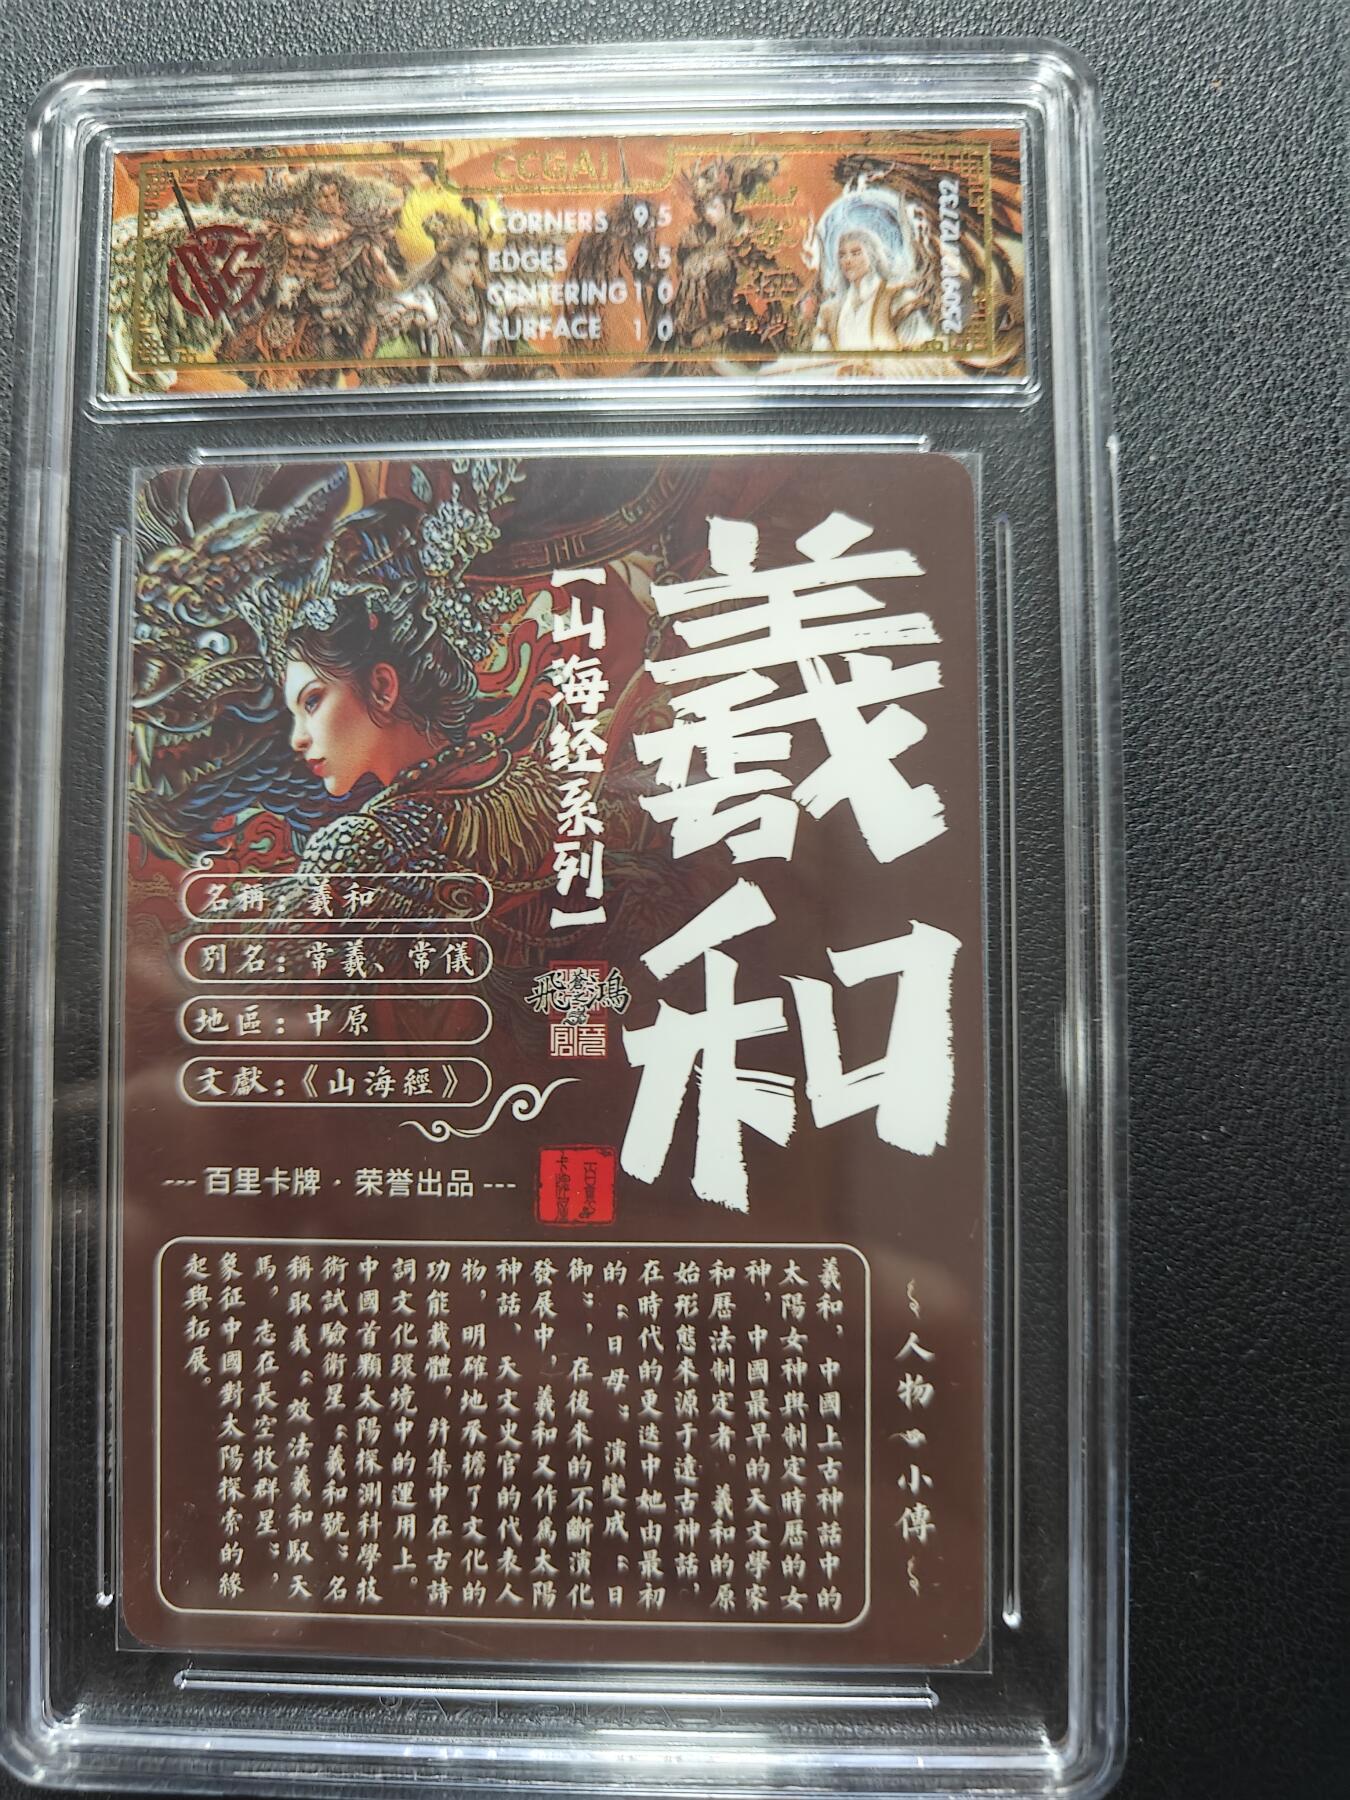 CCGAI
CORNERS 9.5
EDGES 9.5
CENTERING 10
SURFACE 10
250912212732
羲和
【山海经系列】
飛鴻
名稱：羲和
別名：常羲、常儀
地區：中原
文獻：《山海經》
--- 百里卡牌 · 荣誉出品 ---
人物小傳
羲和，中國上古神話中的
太陽女神與制定時曆的女
神，中國最早的天文學家
和曆法制定者。羲和的原
始形態來源于遠古神話，
在時代的更迭中她由最初
的“日母”演變成“日
御”，在後來的不斷演化
發展中，羲和又作爲太陽
神話、天文史官的代表人
物，明確地承擔了文化的
功能載體，幷集中在古詩
詞文化環境中的運用上。
中國首顆太陽探測科學技
術試驗衛星“羲和號”名
稱取義“效法羲和馭天
馬，志在長空牧群星”，
象征中國對太陽探索的緣
起與拓展。